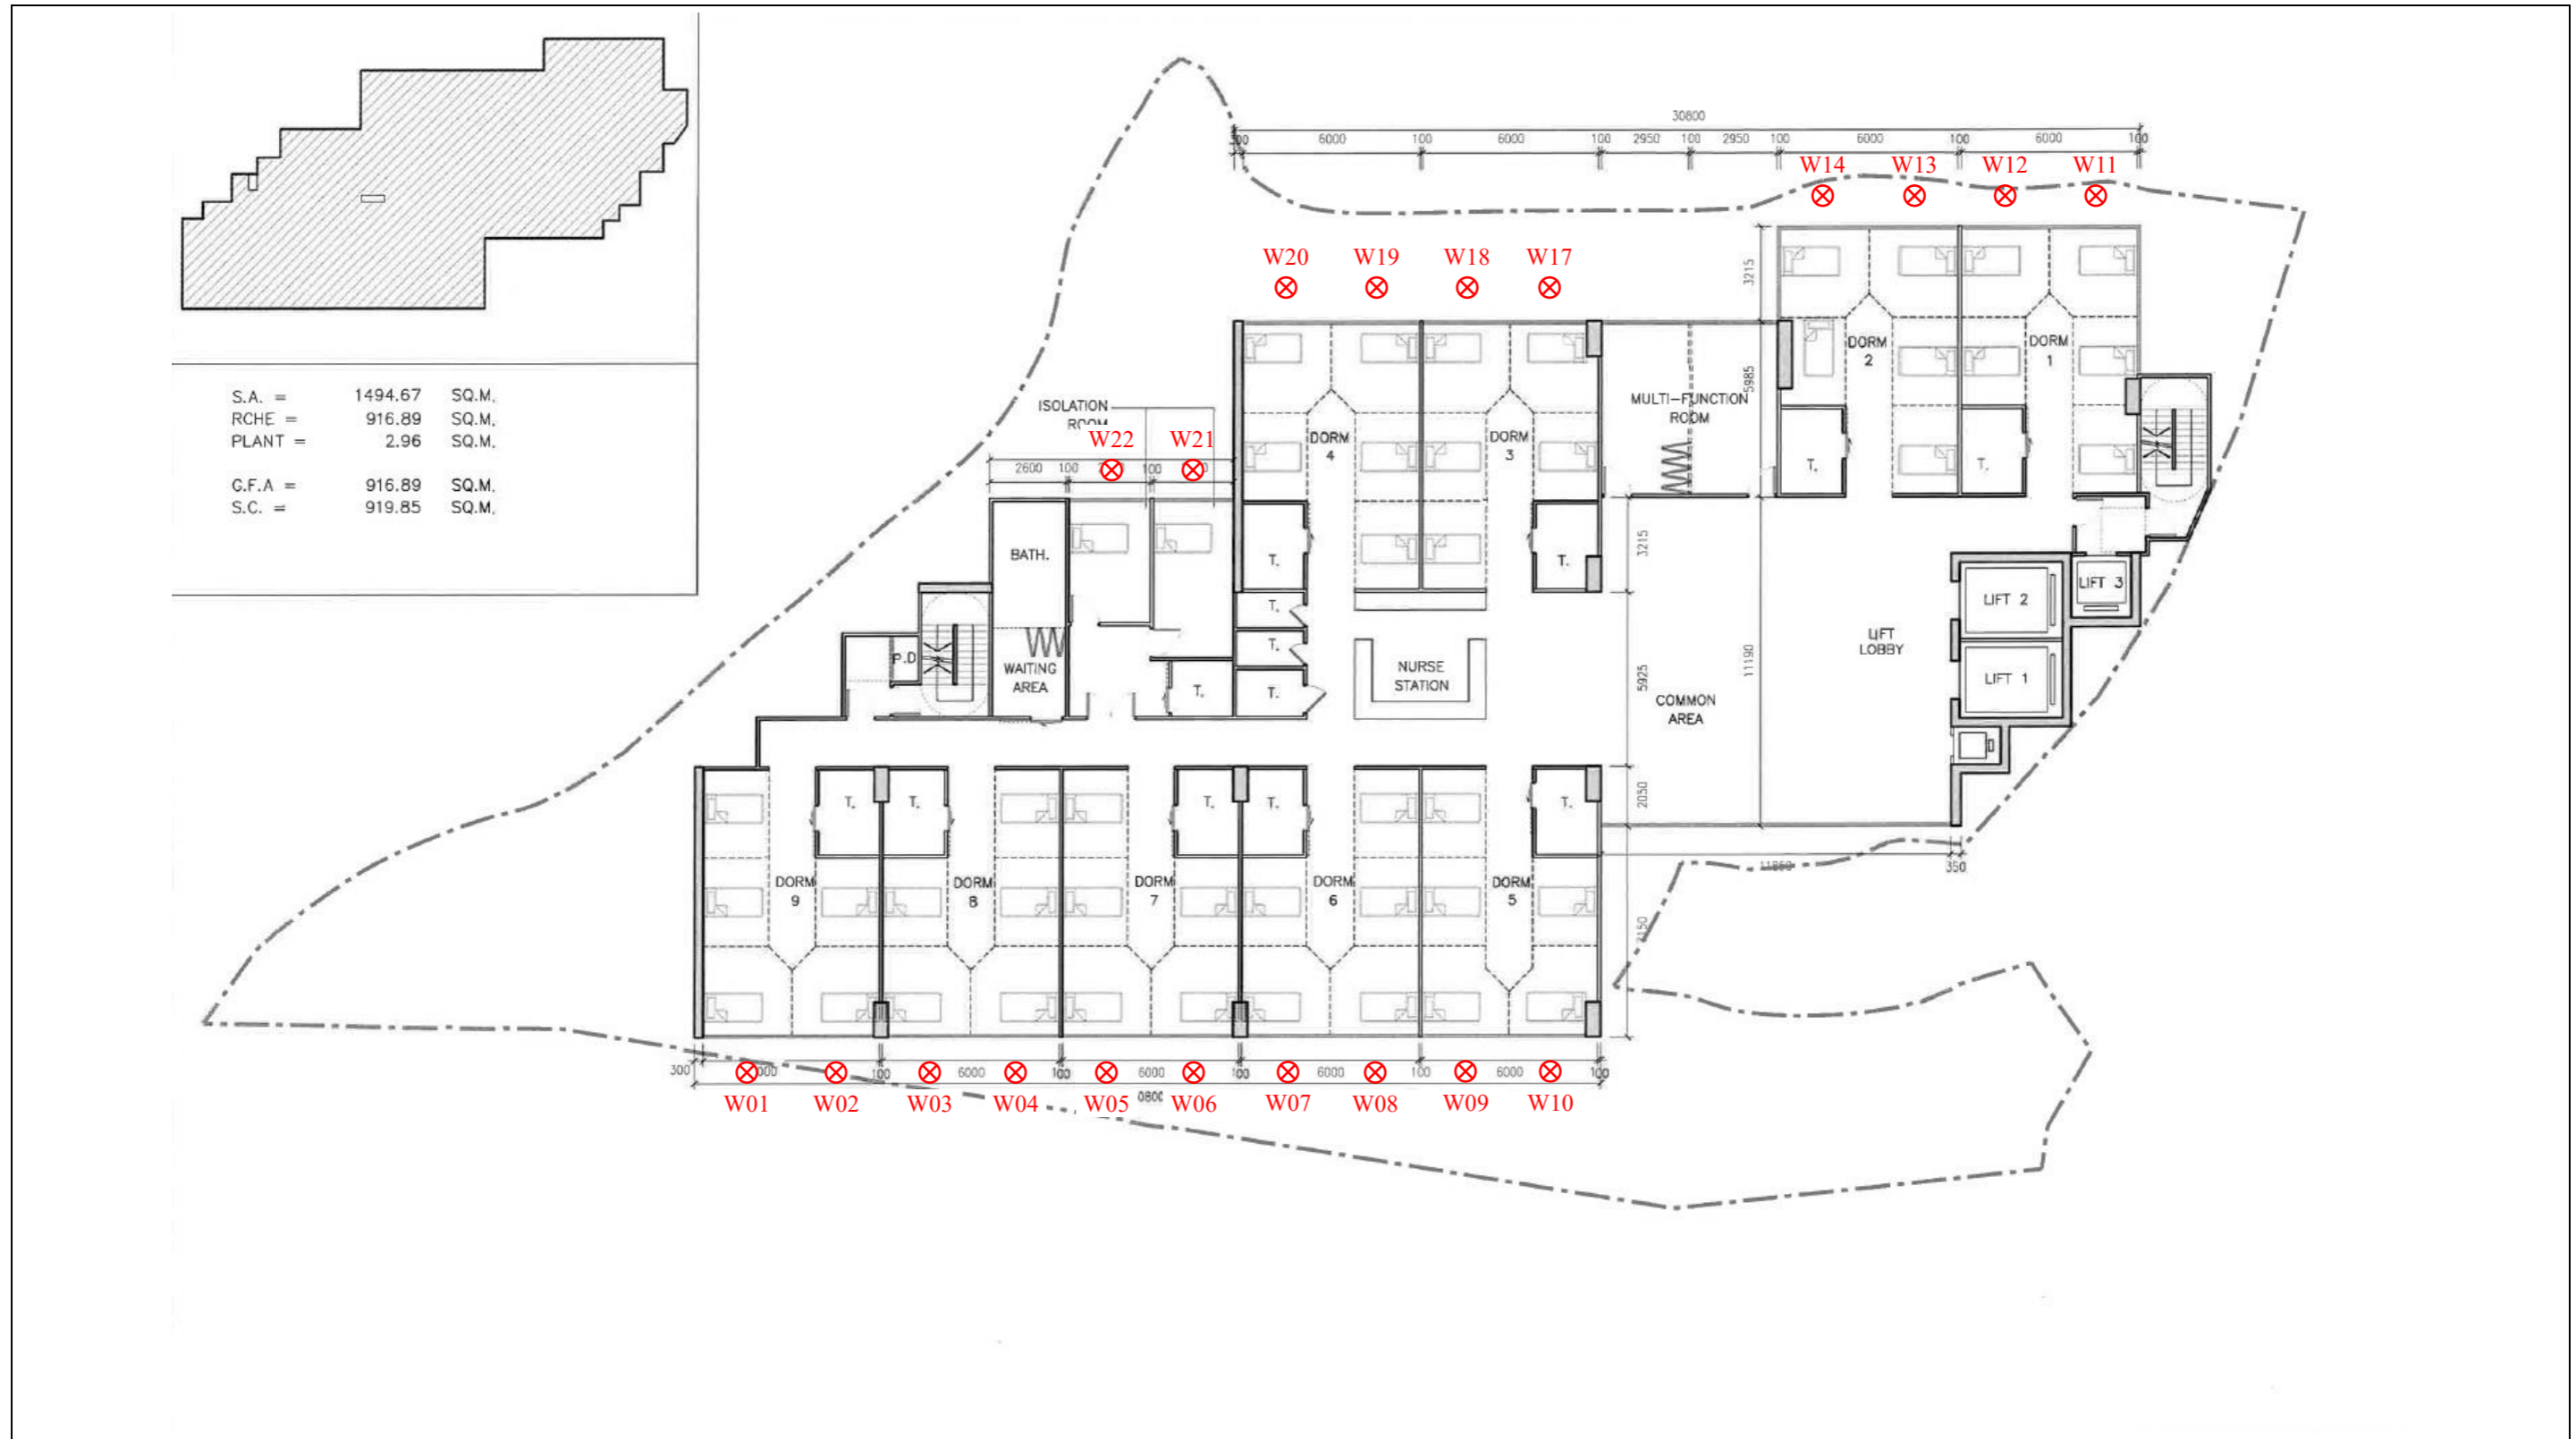 30800
300 6000 100 6000 100 2950 100 2950 100 6000 100 6000 100
W14 W13 W12 W11
W20 W19 W18 W17
3215
DORM
2
DORM
1
5985
S.A. = 1494.67 SQ.M.
RCHE = 916.89 SQ.M.
PLANT = 2.96 SQ.M.
G.F.A = 916.89 SQ.M.
S.C. = 919.85 SQ.M.
ISOLATION
ROOM
W22 W21
2600 100 100
MULTI-FUNCTION
ROOM
DORM
4
DORM
3
T. T.
BATH.
T. T.
3215
LIFT 3
LIFT 2
T.
T.
LIFT
LOBBY
P.D
WAITING
AREA
T. T.
NURSE
STATION
5925
11190
LIFT 1
COMMON
AREA
T. T. T. T. T.
2050
11850 350
DORM
9
DORM
8
DORM
7
DORM
6
DORM
5
300 100 6000 100 6000 100 6000 100 6000 100
0800
W01 W02 W03 W04 W05 W06 W07 W08 W09 W10